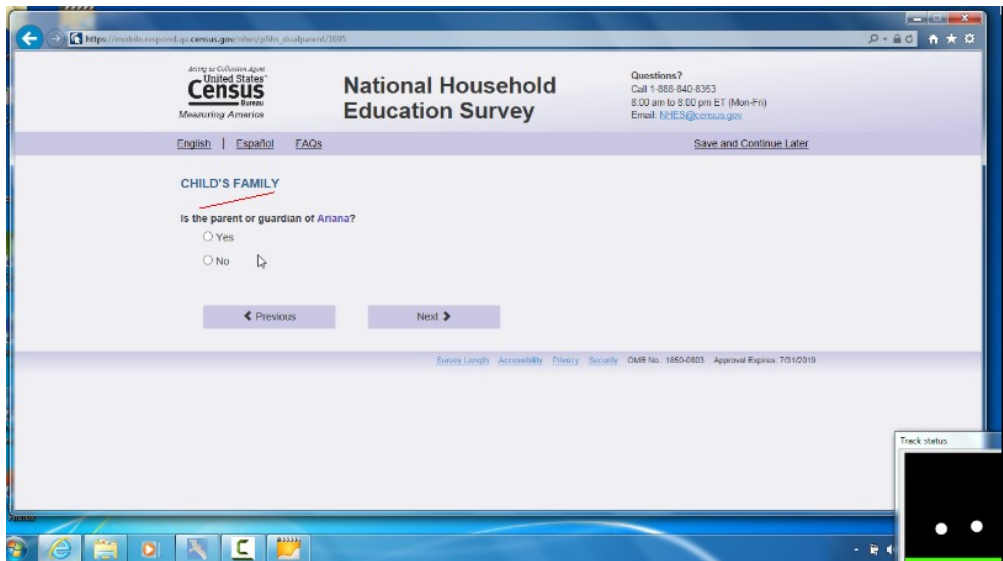 https://mobile.respond.qa.census.gov/nhes/pfihs_dualparent/1695
Acting as Collection Agent
United States™
Census
Bureau
Measuring America
National Household
Education Survey
Questions?
Call 1-888-840-8353
8:00 am to 8:00 pm ET (Mon-Fri)
Email: NHES@census.gov
English | Español FAQs
Save and Continue Later
CHILD'S FAMILY
Is the parent or guardian of Ariana?
Yes
No
Previous
Next
Survey Length Accessibility Privacy Security OMB No.: 1850-0803 Approval Expires: 7/31/2019
Track status